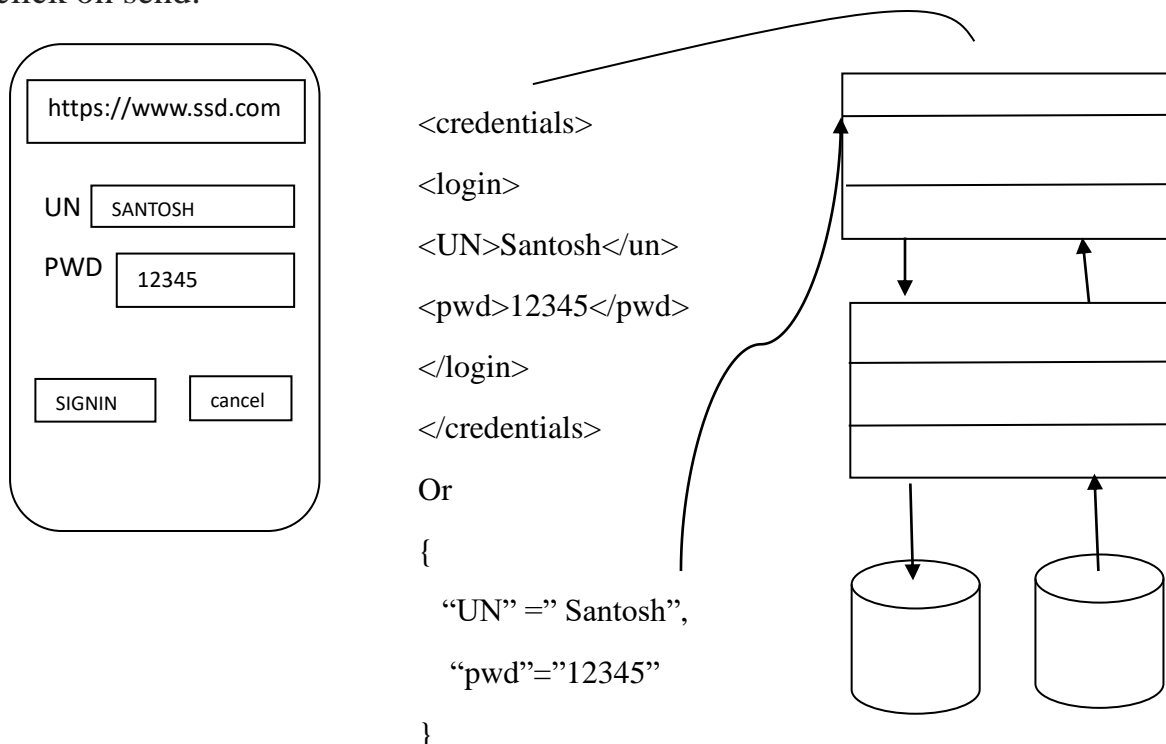 click on send.
https://www.ssd.com
UN SANTOSH
PWD 12345
SIGNIN cancel
<credentials>
<login>
<UN>Santosh</un>
<pwd>12345</pwd>
</login>
</credentials>
Or
{
“UN” =” Santosh”,
“pwd”=”12345”
}